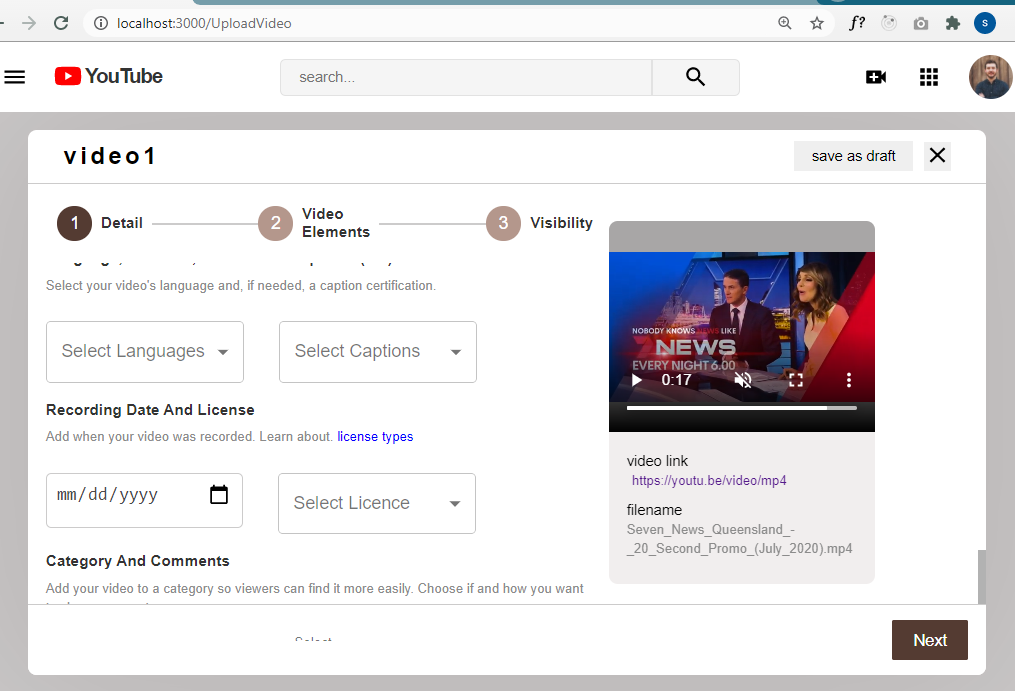 localhost:3000/UploadVideo
f?
S
YouTube
search...
video1
save as draft
1 Detail
2 Video Elements
3 Visibility
Select your video's language and, if needed, a caption certification.
Select Languages
Select Captions
Recording Date And License
Add when your video was recorded. Learn about. license types
mm/dd/yyyy
Select Licence
Category And Comments
Add your video to a category so viewers can find it more easily. Choose if and how you want
Select
NOBODY KNOWS NEWS LIKE
7NEWS
EVERY NIGHT 6.00
0:17
video link
https://youtu.be/video/mp4
filename
Seven_News_Queensland_-
_20_Second_Promo_(July_2020).mp4
Next